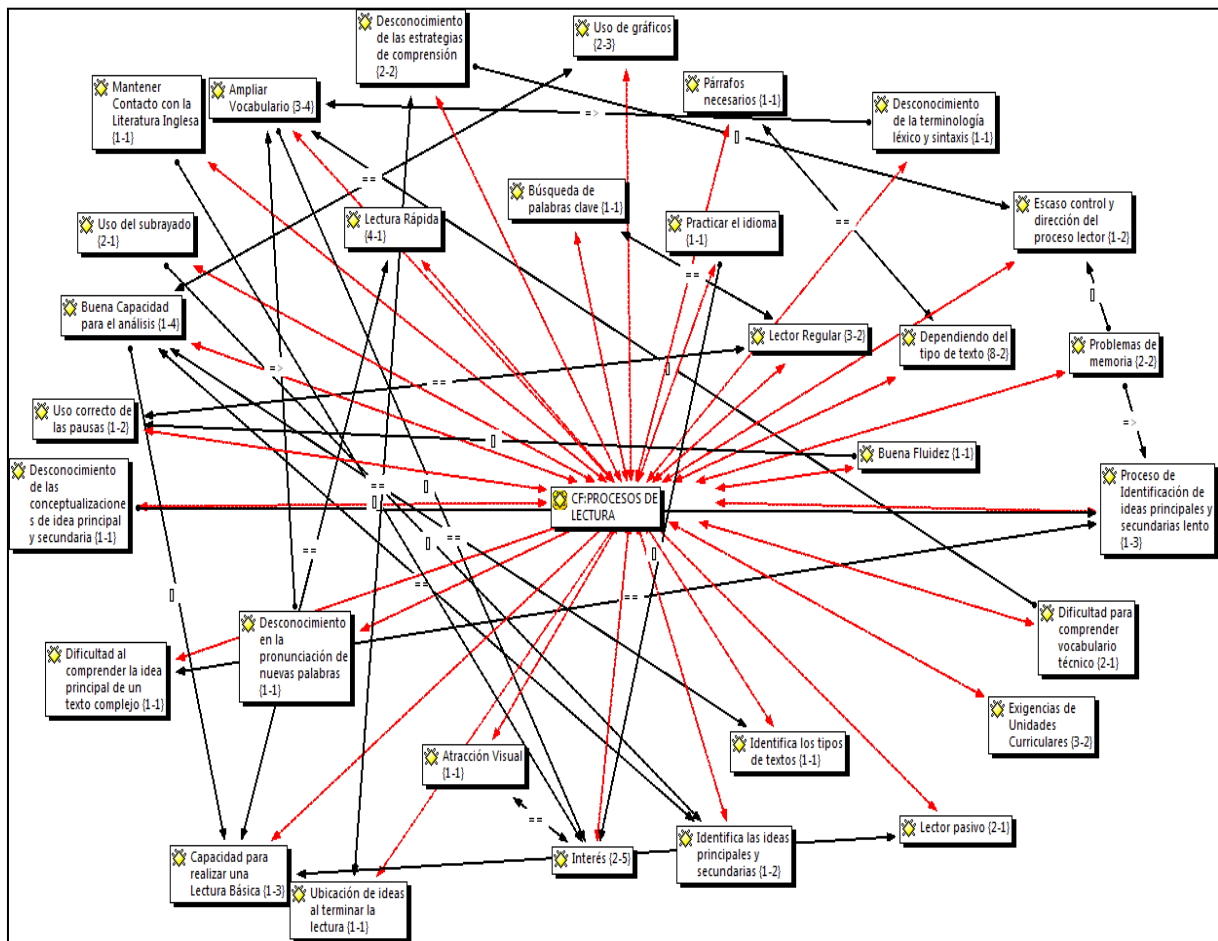 Desconocimiento
de las estrategias
de comprensión
{2-2}
Uso de gráficos
{2-3}
Mantener
Contacto con la
Literatura Inglesa
{1-1}
Ampliar
Vocabulario {3-4}
Párrafos
necesarios {1-1}
Desconocimiento
de la terminología
léxico y sintaxis {1-1}
=>
[]
==
==
Búsqueda de
palabras clave {1-1}
Escaso control y
dirección del
proceso lector {1-2}
Uso del subrayado
{2-1}
Lectura Rápida
{4-1}
Practicar el idioma
{1-1}
==
==
[]
Buena Capacidad
para el análisis {1-4}
Lector Regular {3-2}
Dependiendo del
tipo de texto {8-2}
Problemas de
memoria {2-2}
=>
[]
==
Uso correcto de
las pausas {1-2}
=>
[]
Buena Fluidez {1-1}
Desconocimiento
de las
conceptualizacione
s de idea principal
y secundaria {1-1}
==
[]
[]
CF:PROCESOS DE
LECTURA
Proceso de
Identificación de
ideas principales y
secundarias lento
{1-3}
[]
==
==
[]
==
[]
==
Dificultad al
comprender la idea
principal de un
texto complejo {1-1}
Desconocimiento
en la
pronunciación de
nuevas palabras
{1-1}
Dificultad para
comprender
vocabulario
técnico {2-1}
Exigencias de
Unidades
Curriculares {3-2}
Atracción Visual
{1-1}
Identifica los tipos
de textos {1-1}
==
Capacidad para
realizar una
Lectura Básica {1-3}
Ubicación de ideas
al terminar la
lectura {1-1}
Interés {2-5}
[]
Identifica las ideas
principales y
secundarias {1-2}
Lector pasivo {2-1}